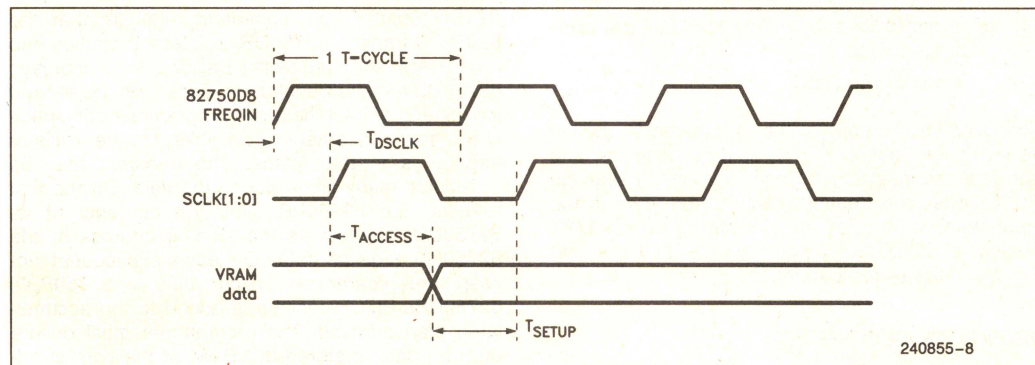 1 T-CYCLE
82750D8
FREQIN
TDSCLK
SCLK[1:0]
TACCESS
VRAM
data
TSETUP
240855-8